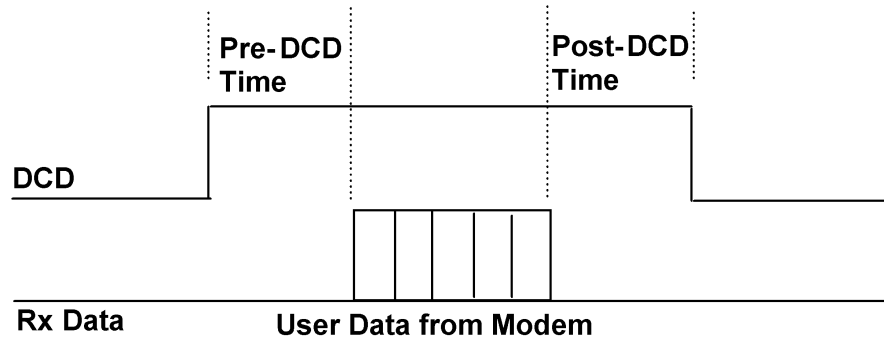 Pre-DCD
Time
Post-DCD
Time
DCD
Rx Data
User Data from Modem